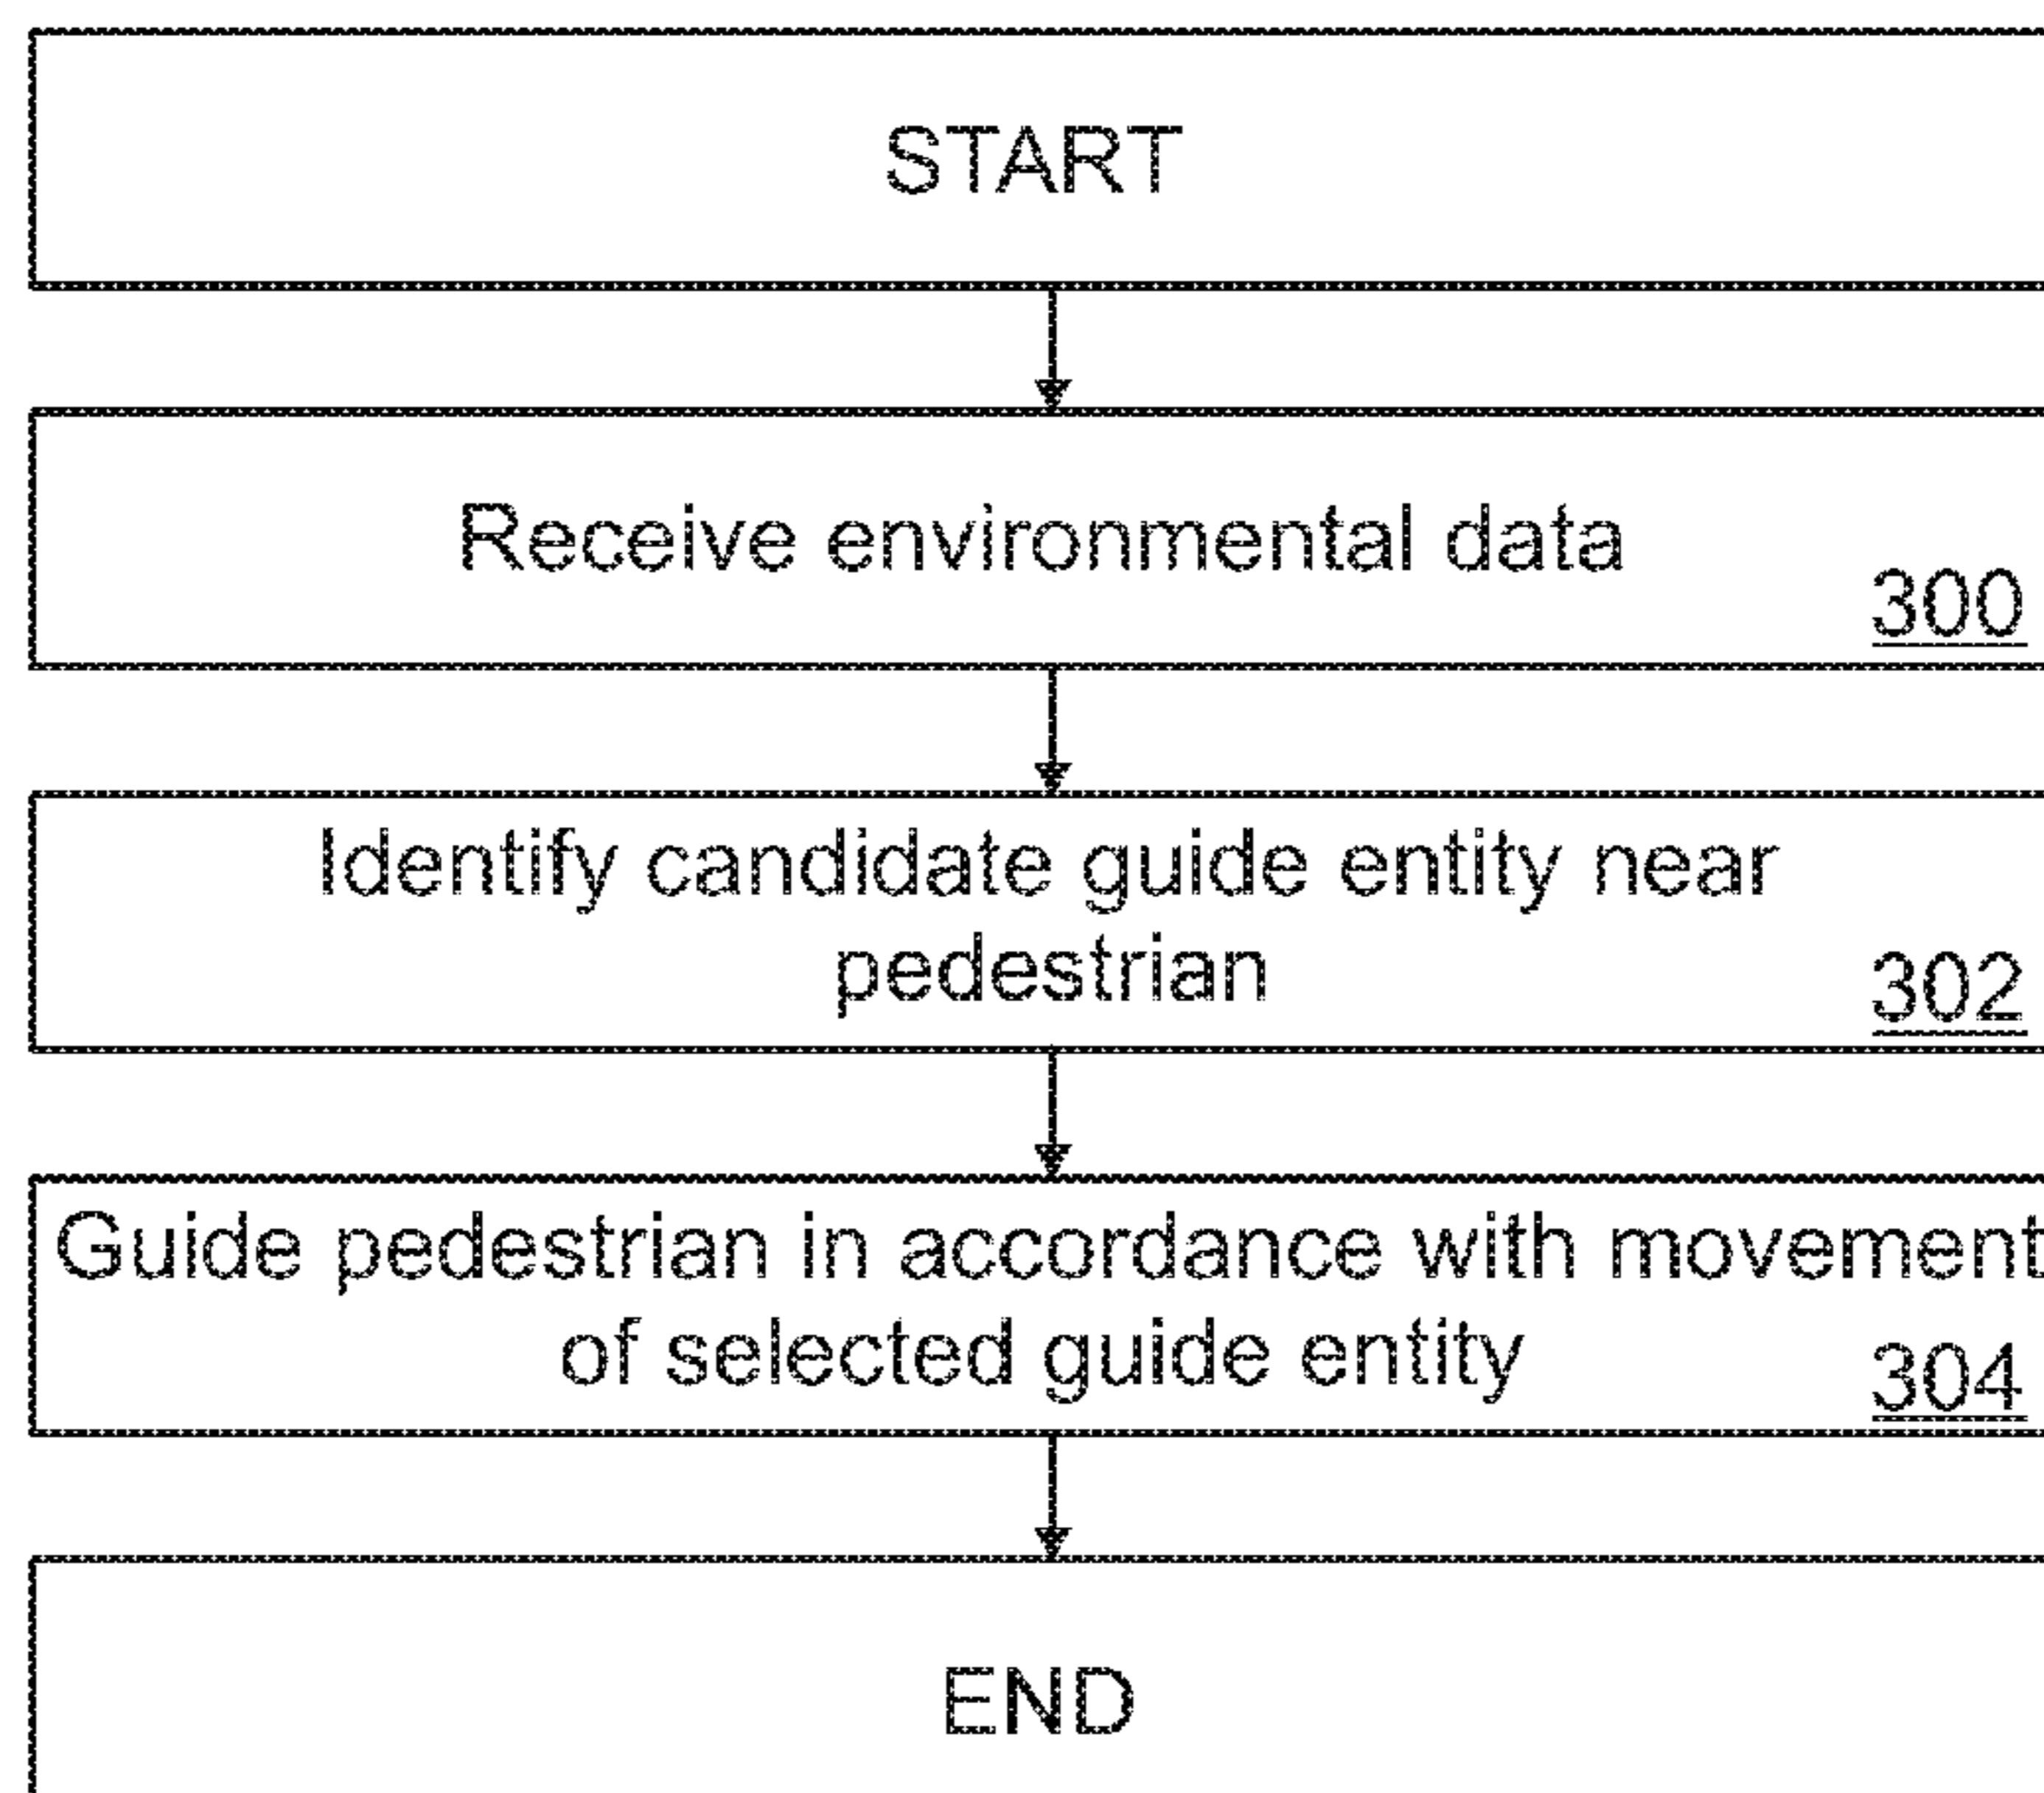 START
Receive environmental data
300
Identify candidate guide entity near
pedestrian
302
Guide pedestrian in accordance with movement
of selected guide entity
304
END